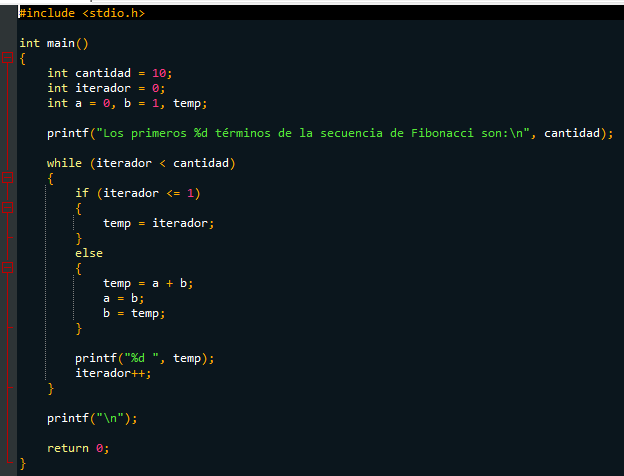 #include <stdio.h>
int main()
{
    int cantidad = 10;
    int iterador = 0;
    int a = 0, b = 1, temp;
    printf("Los primeros %d términos de la secuencia de Fibonacci son:\n", cantidad);
    while (iterador < cantidad)
    {
        if (iterador <= 1)
        {
            temp = iterador;
        }
        else
        {
            temp = a + b;
            a = b;
            b = temp;
        }
        printf("%d ", temp);
        iterador++;
    }
    printf("\n");
    return 0;
}